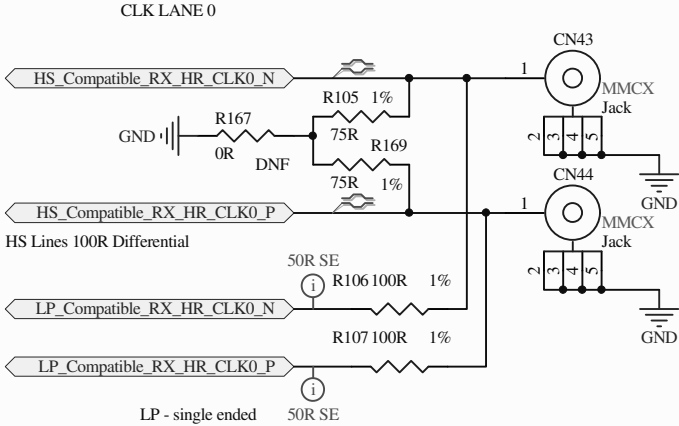 CLK LANE 0
CN43
HS_Compatible_RX_HR_CLK0_N
1
MMCX
Jack
R105 1%
R167
75R
GND
0R
DNF
R169
75R 1%
2 3 4 5
GND
CN44
HS_Compatible_RX_HR_CLK0_P
1
MMCX
Jack
HS Lines 100R Differential
50R SE
i
2 3 4 5
R106 100R 1%
LP_Compatible_RX_HR_CLK0_N
GND
R107 100R 1%
LP_Compatible_RX_HR_CLK0_P
i
LP - single ended
50R SE